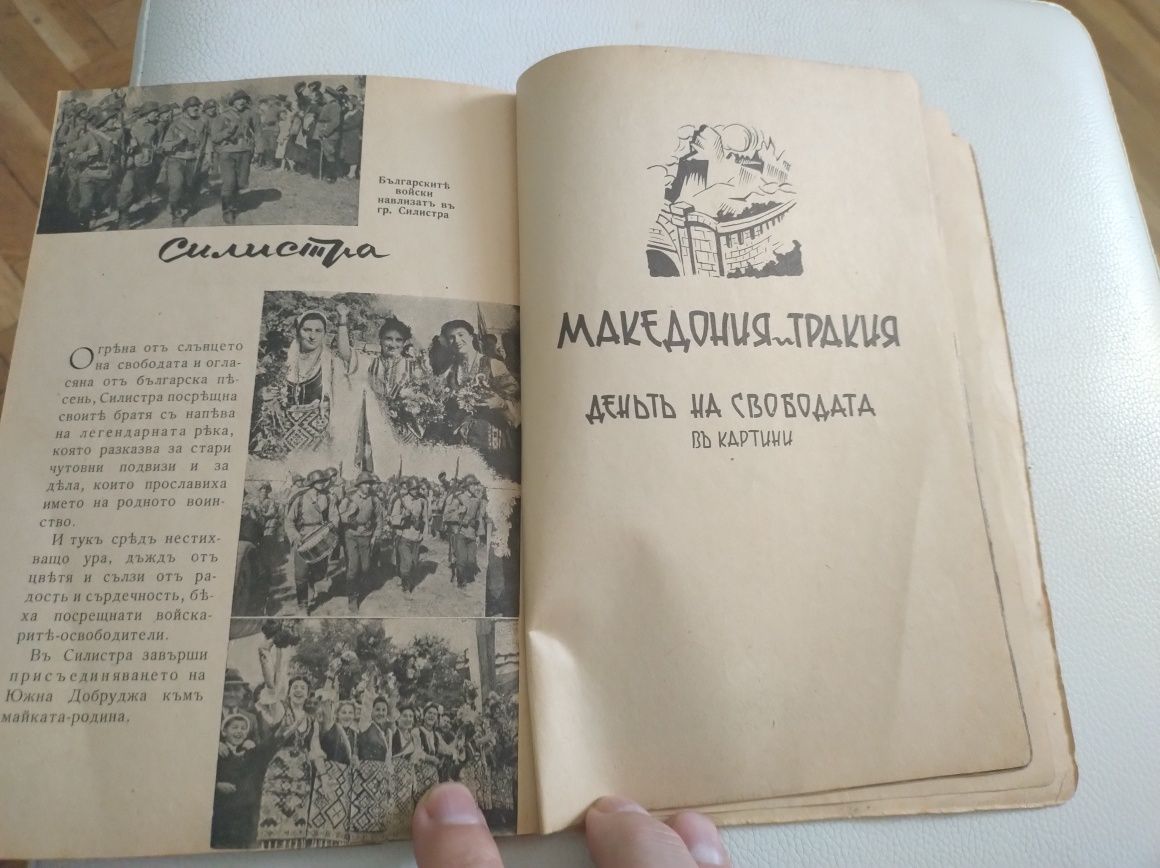 Българскитѣ
войски
навлизатъ въ
гр. Силистра
Силистра
Огрѣна отъ слънцето
на свободата и огла-
сяна отъ българска пѣ-
сень, Силистра посрѣщна
своитѣ братя съ напѣва
на легендарната рѣка,
която разказва за стари
чутовни подвизи и за
дѣла, които прославиха
името на родното воин-
ство.
И тукъ срѣдъ нестих-
ващо ура, дъждъ отъ
цвѣтя и сълзи отъ ра-
дость и сърдечность, бѣ-
ха посрещнати войска-
ритѣ-освободители.
Въ Силистра завърши
присъединяването на
Южна Добруджа къмъ
майката-родина.
МАКЕДОНИЯ и ТРАКИЯ
ДЕНЬТЪ НА СВОБОДАТА
ВЪ КАРТИНИ